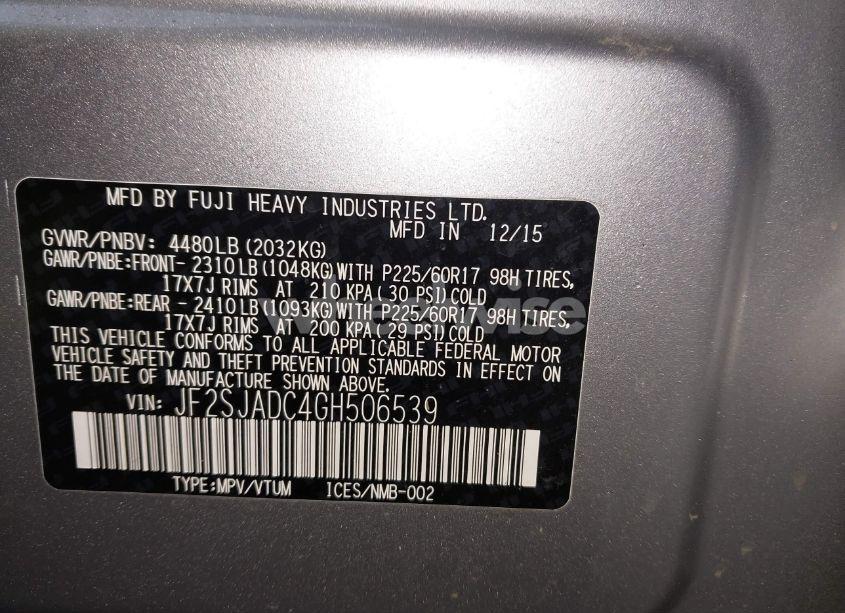 MFD BY FUJI HEAVY INDUSTRIES LTD.
MFD IN 12/15
GVWR/PNBV: 4480LB(2032KG)
GAWR/PNBE:FRONT- 2310LB(1048KG)WITH P225/60R17 98H TIRES,
17X7J RIMS AT 210 KPA(30 PSI)COLD
GAWR/PNBE:REAR - 2410LB(1093KG)WITH P225/60R17 98H TIRES,
17X7J RIMS AT 200 KPA(29 PSI)COLD
THIS VEHICLE CONFORMS TO ALL APPLICABLE FEDERAL MOTOR
VEHICLE SAFETY AND THEFT PREVENTION STANDARDS IN EFFECT ON
THE DATE OF MANUFACTURE SHOWN ABOVE.
VIN: JF2SJADC4GH506539
TYPE:MPV/VTUM ICES/NMB-002